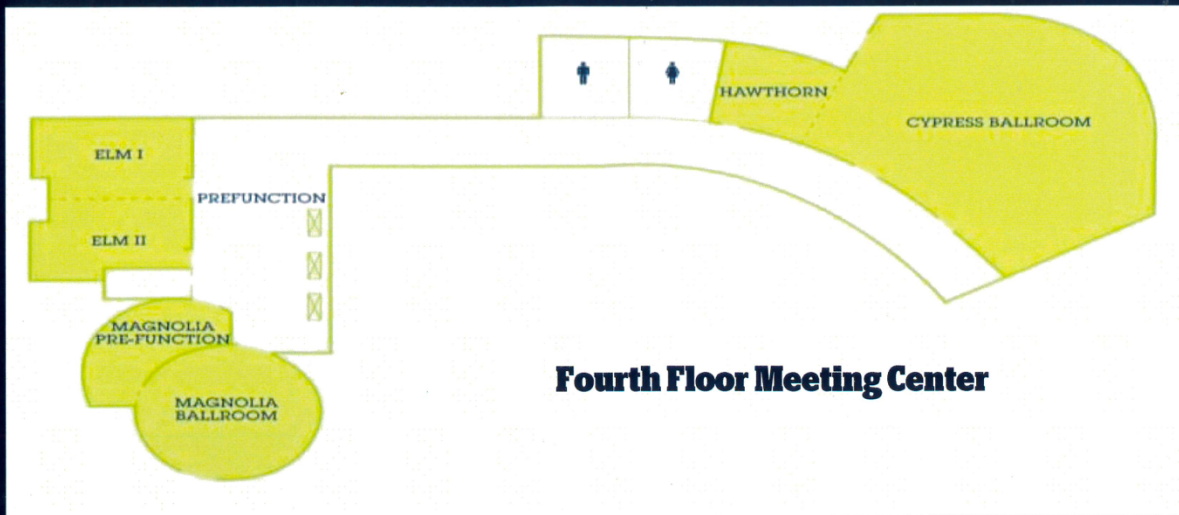 HAWTHORN
CYPRESS BALLROOM
ELM I
PREFUNCTION
ELM II
MAGNOLIA
PRE-FUNCTION
MAGNOLIA
BALLROOM
Fourth Floor Meeting Center